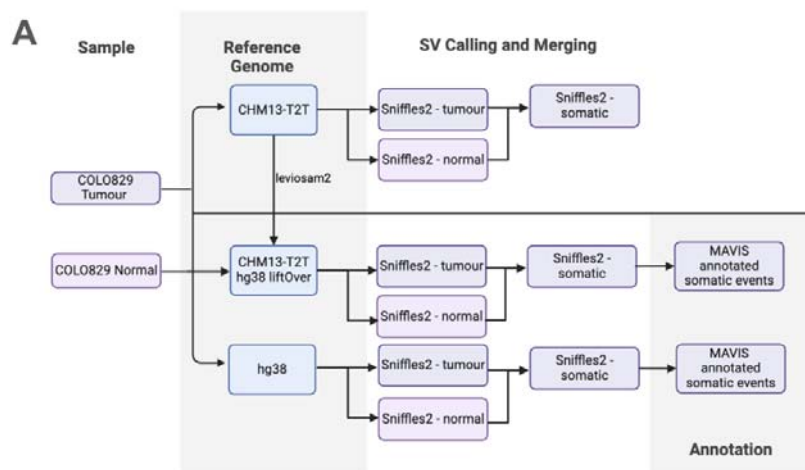 A
Sample
Reference
Genome
SV Calling and Merging
CHM13-T2T
Sniffles2 - tumour
Sniffles2 -
somatic
Sniffles2 - normal
leviosam2
COLO829
Tumour
COLO829 Normal
CHM13-T2T
hg38 liftOver
Sniffles2 - tumour
Sniffles2 -
somatic
MAVIS
annotated
somatic events
Sniffles2 - normal
hg38
Sniffles2 - tumour
Sniffles2 -
somatic
MAVIS
annotated
somatic events
Sniffles2 - normal
Annotation